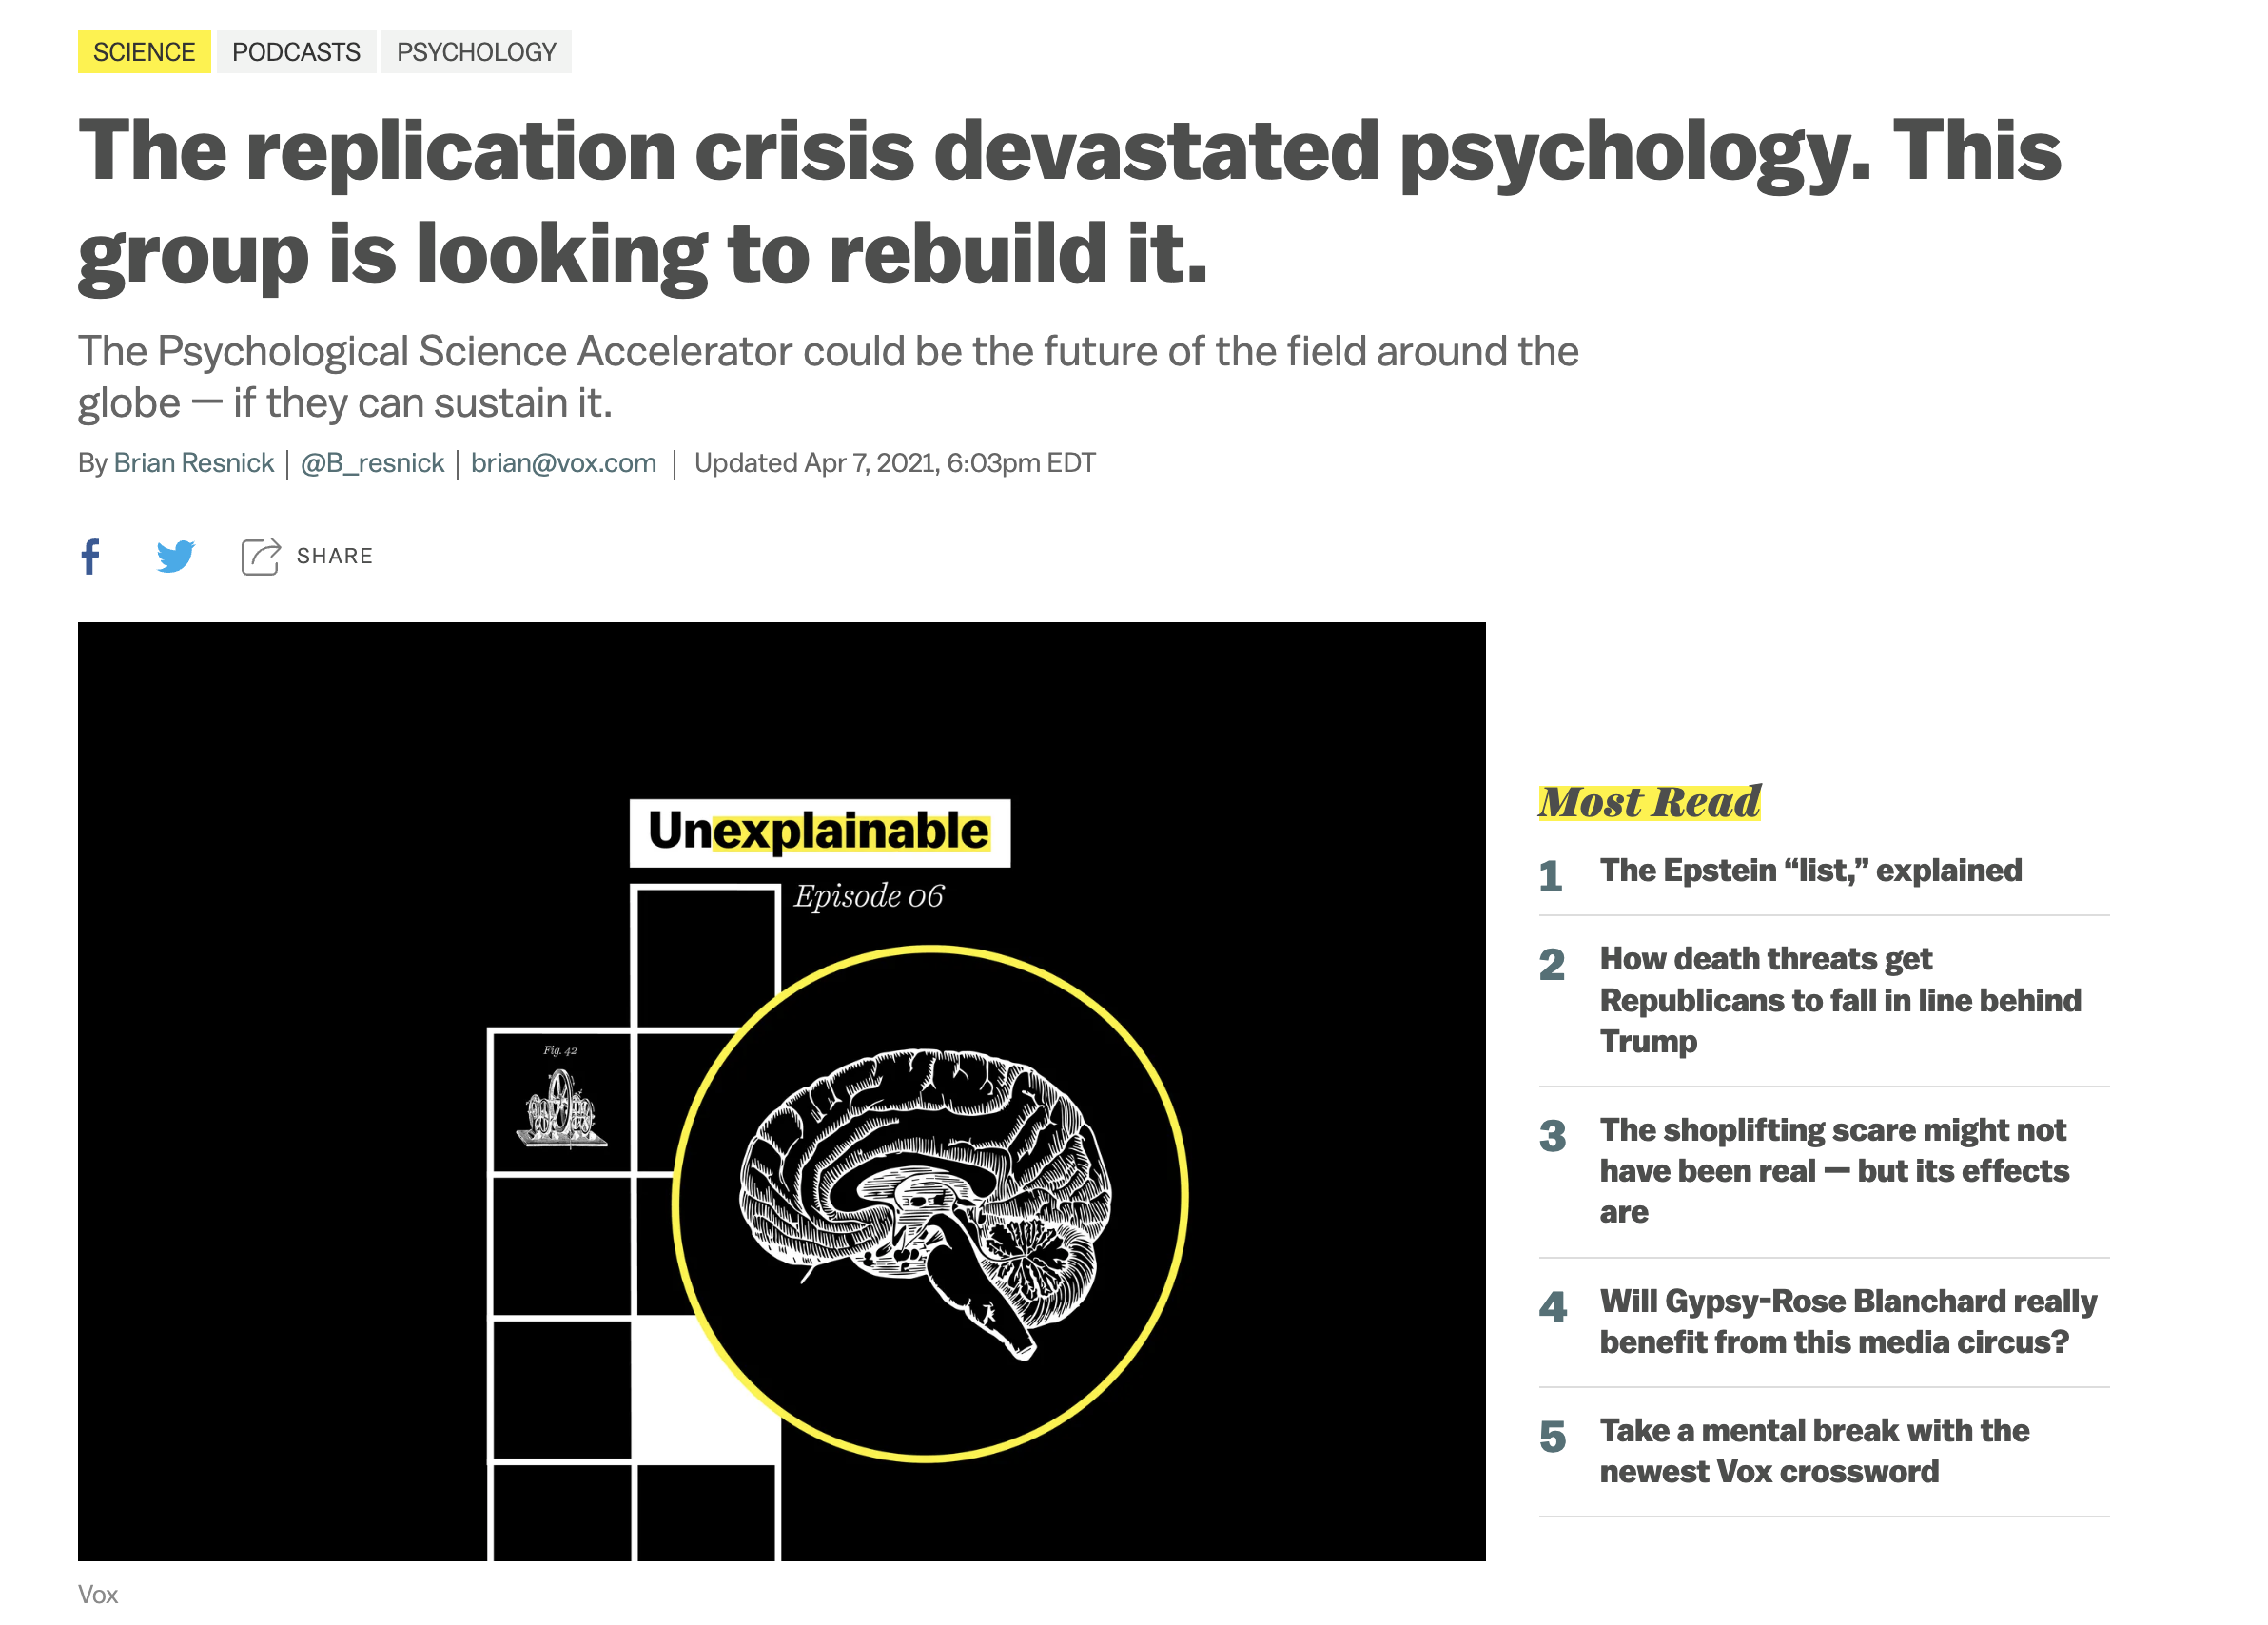 SCIENCE PODCASTS PSYCHOLOGY
The replication crisis devastated psychology. This
group is looking to rebuild it.
The Psychological Science Accelerator could be the future of the field around the
globe — if they can sustain it.
By Brian Resnick | @B_resnick | brian@vox.com | Updated Apr 7, 2021, 6:03pm EDT
SHARE
Unexplainable
Episode 06
Fig. 42
Vox
Most Read
1 The Epstein “list,” explained
2 How death threats get
Republicans to fall in line behind
Trump
3 The shoplifting scare might not
have been real — but its effects
are
4 Will Gypsy-Rose Blanchard really
benefit from this media circus?
5 Take a mental break with the
newest Vox crossword